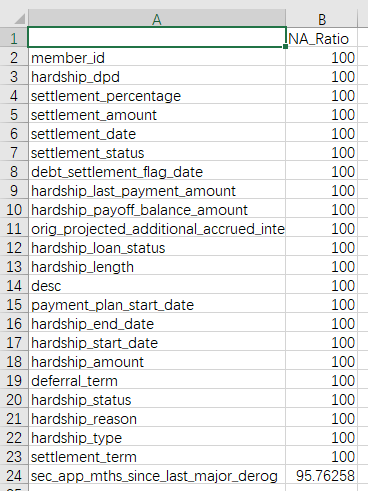 A B
1 NA_Ratio
2 member_id 100
3 hardship_dpd 100
4 settlement_percentage 100
5 settlement_amount 100
6 settlement_date 100
7 settlement_status 100
8 debt_settlement_flag_date 100
9 hardship_last_payment_amount 100
10 hardship_payoff_balance_amount 100
11 orig_projected_additional_accrued_inte 100
12 hardship_loan_status 100
13 hardship_length 100
14 desc 100
15 payment_plan_start_date 100
16 hardship_end_date 100
17 hardship_start_date 100
18 hardship_amount 100
19 deferral_term 100
20 hardship_status 100
21 hardship_reason 100
22 hardship_type 100
23 settlement_term 100
24 sec_app_mths_since_last_major_derog 95.76258